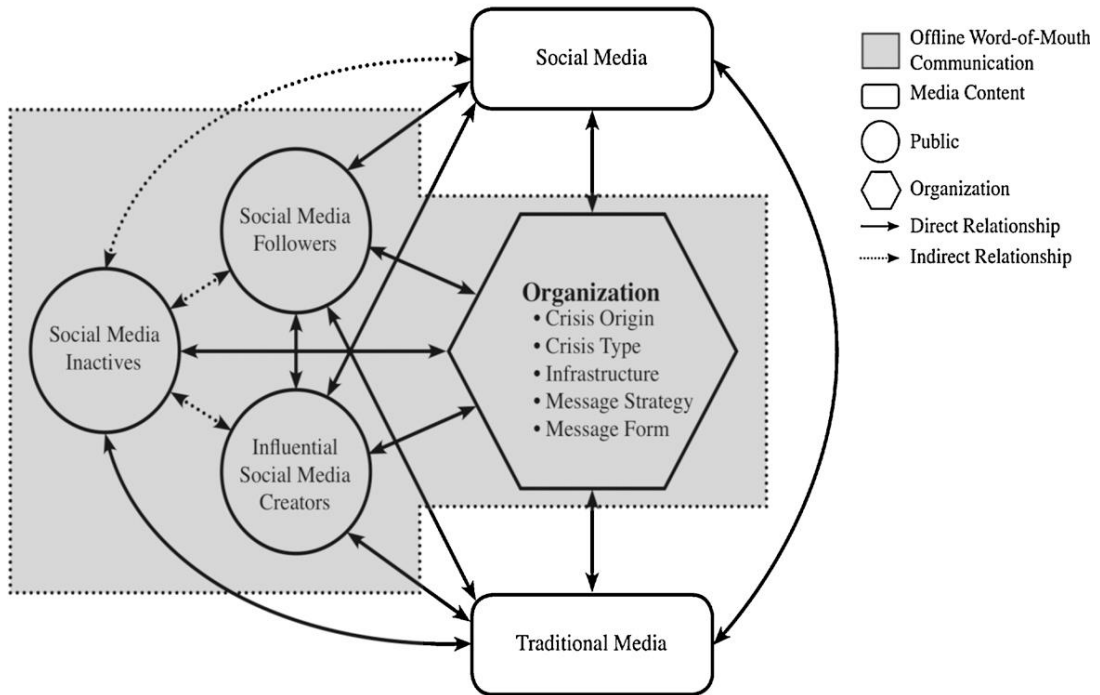 Social Media
Offline Word-of-Mouth
Communication
Media Content
Public
Organization
Direct Relationship
Indirect Relationship
Social Media
Followers
Social Media
Inactives
Influential
Social Media
Creators
Organization
• Crisis Origin
• Crisis Type
• Infrastructure
• Message Strategy
• Message Form
Traditional Media